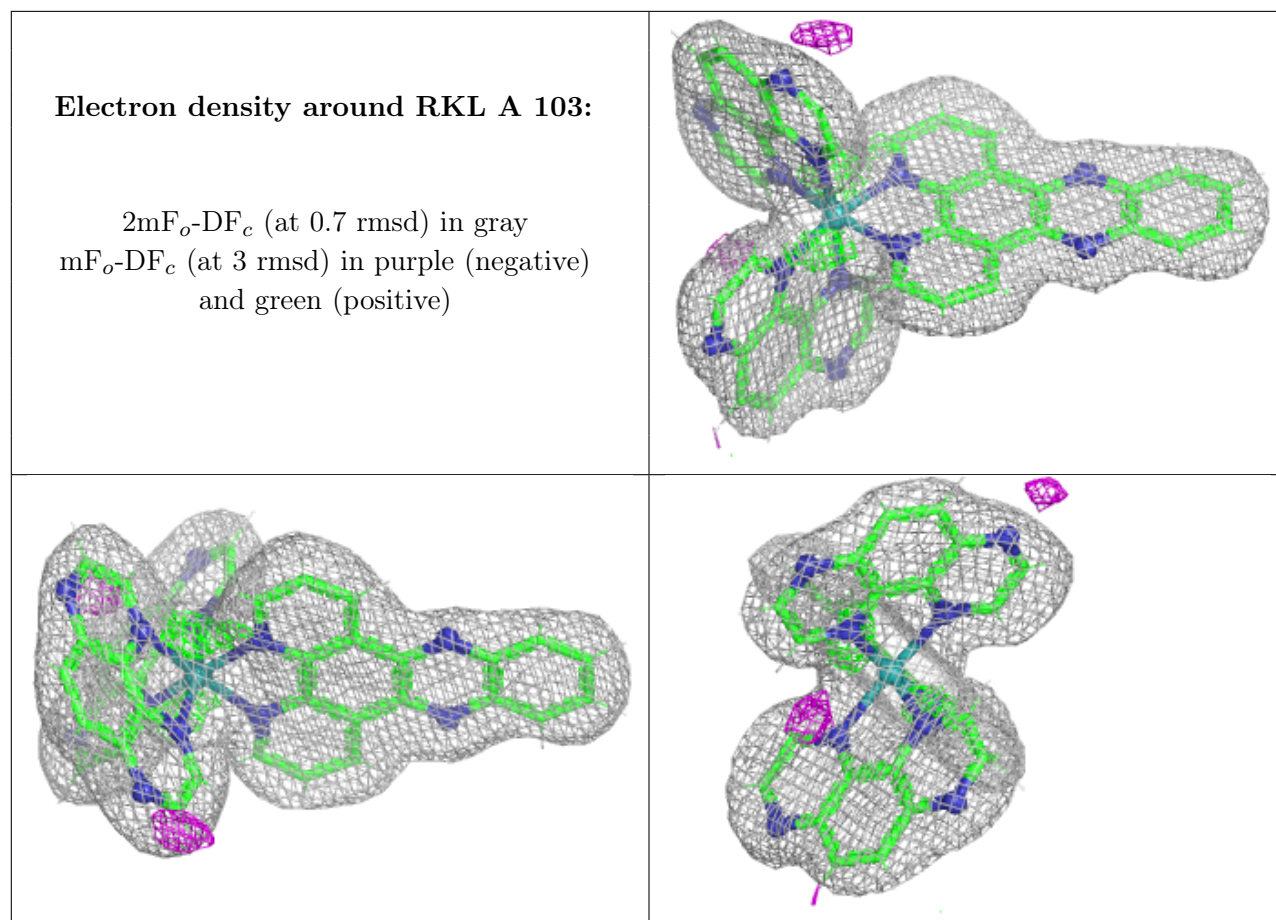 Electron density around RKL A 103:
2mFo-DFc (at 0.7 rmsd) in gray
mFo-DFc (at 3 rmsd) in purple (negative)
and green (positive)